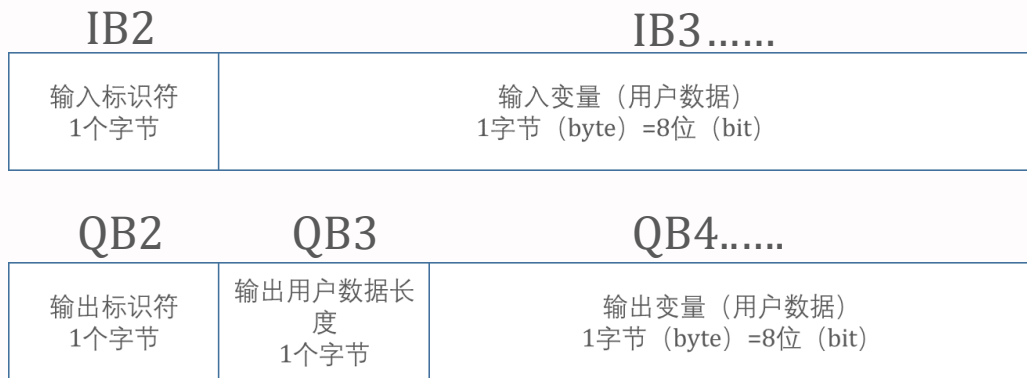 IB2
IB3......
输入标识符
1个字节
输入变量（用户数据）
1字节（byte）=8位（bit）
QB2
QB3
QB4......
输出标识符
1个字节
输出用户数据长
度
1个字节
输出变量（用户数据）
1字节（byte）=8位（bit）